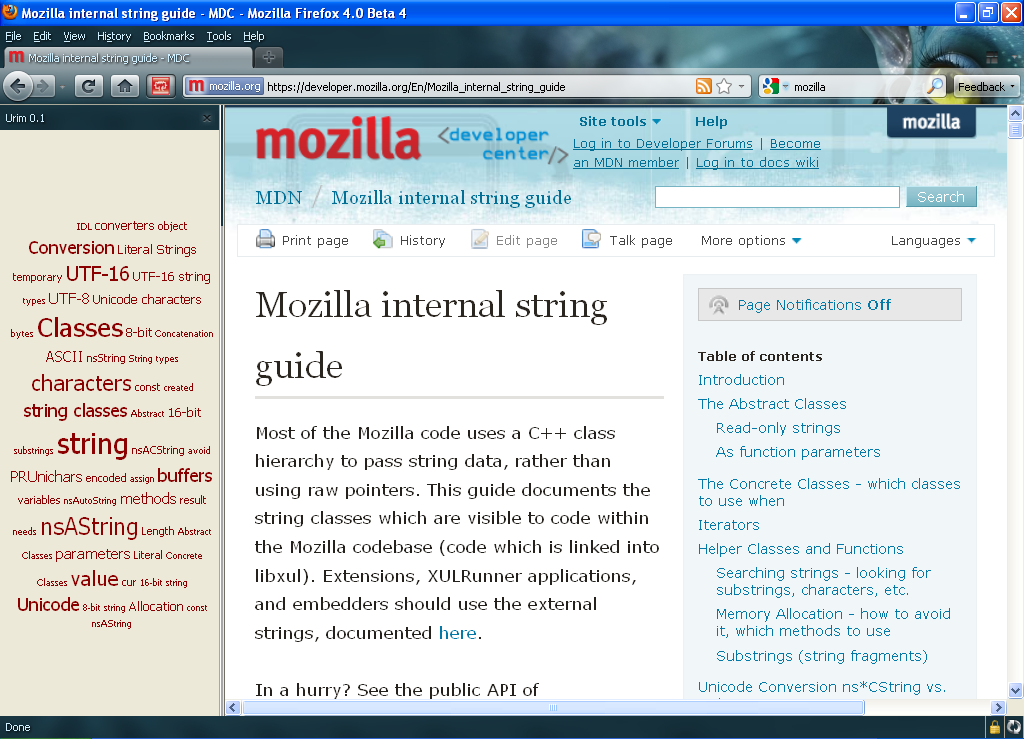 Mozilla internal string guide - MDC - Mozilla Firefox 4.0 Beta 4
File Edit View History Bookmarks Tools Help
Mozilla internal string guide - MDC
mozilla.org https://developer.mozilla.org/En/Mozilla_internal_string_guide mozilla Feedback
Urim 0.1
IDL converters object
Conversion Literal Strings
temporary UTF-16 UTF-16 string
types UTF-8 Unicode characters
bytes Classes 8-bit Concatenation
ASCII nsString String types
characters const created
string classes Abstract 16-bit
substrings string nsACString avoid
PRUnichars encoded assign buffers
variables nsAutoString methods result
needs nsAString Length Abstract
Classes parameters Literal Concrete
Classes value cur 16-bit string
Unicode 8-bit string Allocation const
nsAString
mozilla <developer
center/>
Site tools Help
Log in to Developer Forums | Become
an MDN member | Log in to docs wiki
mozilla
MDN / Mozilla internal string guide
Search
Print page History Edit page Talk page More options Languages
Mozilla internal string
guide
Most of the Mozilla code uses a C++ class
hierarchy to pass string data, rather than
using raw pointers. This guide documents the
string classes which are visible to code within
the Mozilla codebase (code which is linked into
libxul). Extensions, XULRunner applications,
and embedders should use the external
strings, documented here.
In a hurry? See the public API of
Page Notifications Off
Table of contents
Introduction
The Abstract Classes
Read-only strings
As function parameters
The Concrete Classes - which classes
to use when
Iterators
Helper Classes and Functions
Searching strings - looking for
substrings, characters, etc.
Memory Allocation - how to avoid
it, which methods to use
Substrings (string fragments)
Unicode Conversion ns*CString vs.
Done